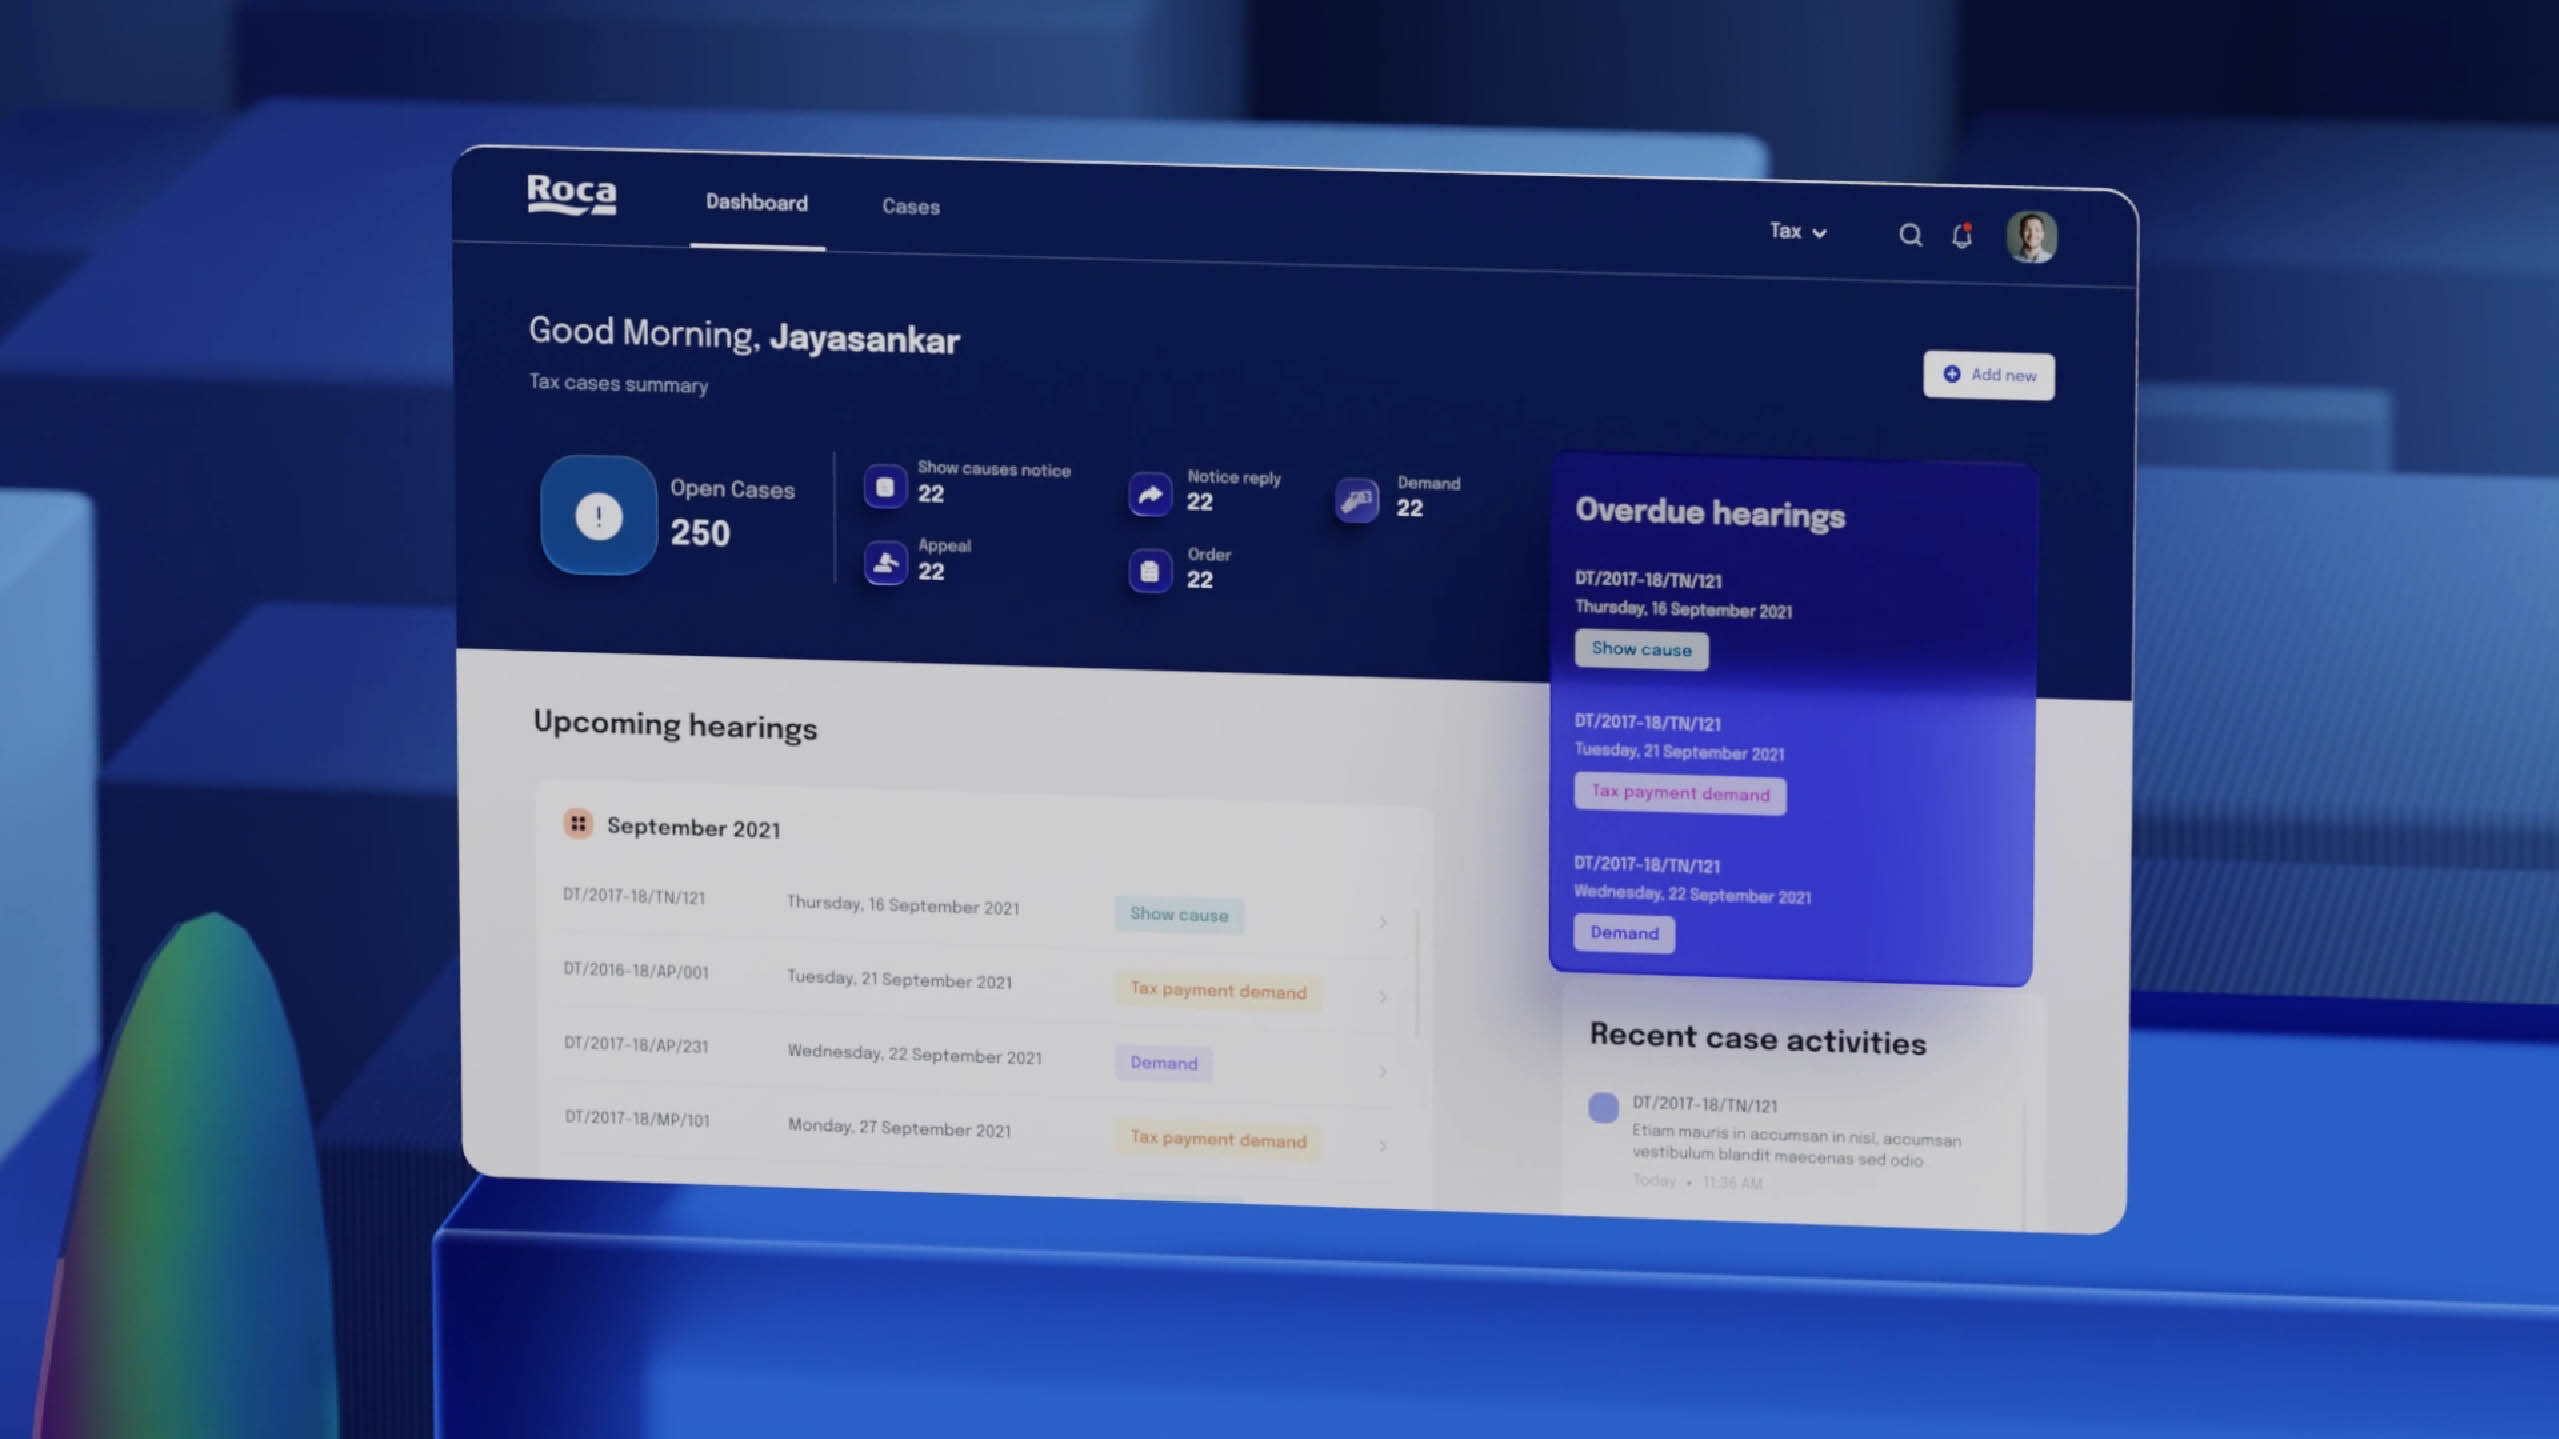 Roca
Dashboard
Cases
Tax
Good Morning, Jayasankar
Tax cases summary
Add new
Open Cases
250
Show causes notice
22
Notice reply
22
Demand
22
Appeal
22
Order
22
Overdue hearings
DT/2017-18/TN/121
Thursday, 16 September 2021
Show cause
DT/2017-18/TN/121
Tuesday, 21 September 2021
Tax payment demand
DT/2017-18/TN/121
Wednesday, 22 September 2021
Demand
Upcoming hearings
September 2021
DT/2017-18/TN/121 Thursday, 16 September 2021 Show cause
DT/2016-18/AP/001 Tuesday, 21 September 2021 Tax payment demand
DT/2017-18/AP/231 Wednesday, 22 September 2021 Demand
DT/2017-18/MP/101 Monday, 27 September 2021 Tax payment demand
Recent case activities
DT/2017-18/TN/121
Etiam mauris in accumsan in nisl, accumsan
vestibulum blandit maecenas sed odio
Today • 11:36 AM